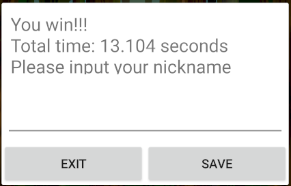 You win!!!
Total time: 13.104 seconds
Please input your nickname
EXIT
SAVE